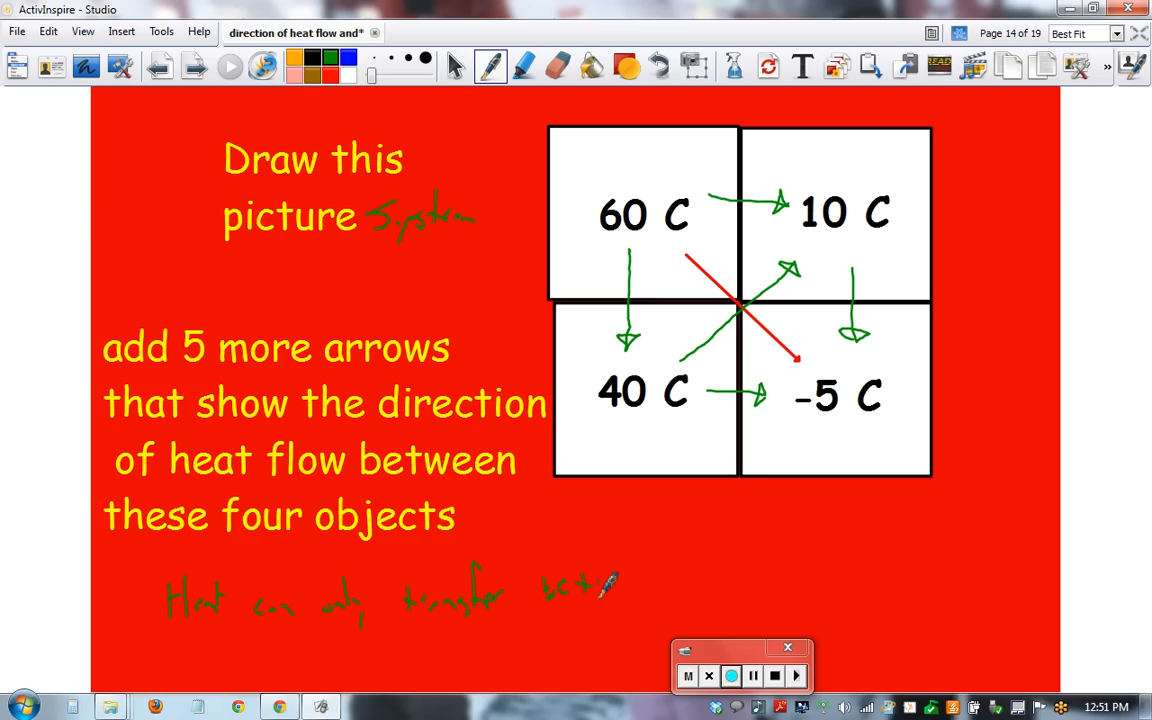 ActivInspire - Studio
File Edit View Insert Tools Help
direction of heat flow and*
Page 14 of 19
Best Fit
READ
»
Draw this
picture System
60 C
10 C
40 C
-5 C
add 5 more arrows
that show the direction
of heat flow between
these four objects
Heat can only transfer bet
M
12:51 PM